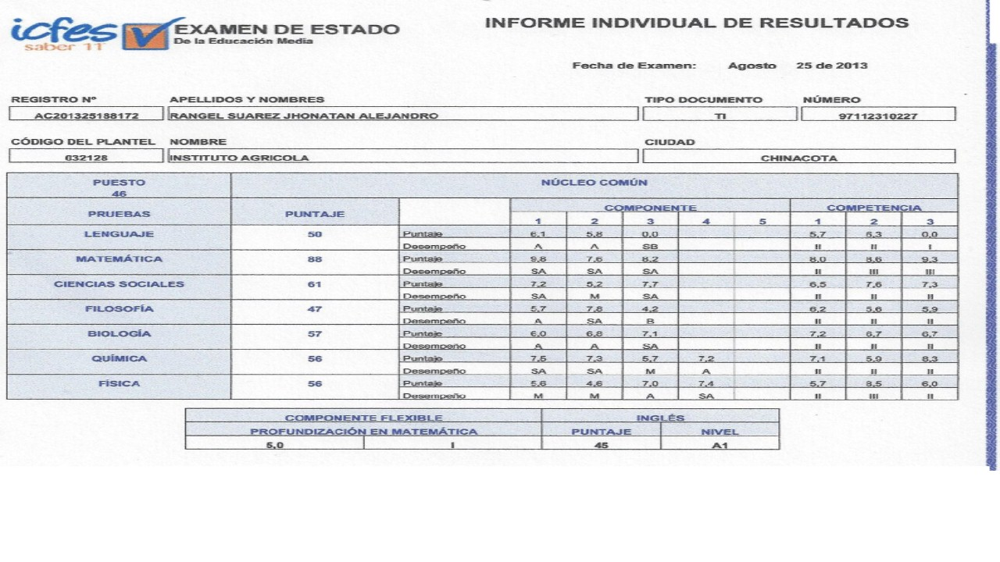 icfes
saber 11°
EXAMEN DE ESTADO
De la Educación Media
INFORME INDIVIDUAL DE RESULTADOS
Fecha de Examen: Agosto 25 de 2013
REGISTRO Nº APELLIDOS Y NOMBRES TIPO DOCUMENTO NÚMERO
AC201325188172 RANGEL SUAREZ JHONATAN ALEJANDRO TI 97112310227
CÓDIGO DEL PLANTEL NOMBRE CIUDAD
032128 INSTITUTO AGRICOLA CHINACOTA
PUESTO NÚCLEO COMÚN
46
PRUEBAS PUNTAJE COMPONENTE COMPETENCIA
1 2 3 4 5 1 2 3
LENGUAJE 50 Puntaje 6,1 5,8 0,0 5,7 6,3 0,0
Desempeño A A SB II II I
MATEMÁTICA 88 Puntaje 9,8 7,6 8,2 8,0 8,6 9,3
Desempeño SA SA SA II III III
CIENCIAS SOCIALES 61 Puntaje 7,2 5,2 7,7 6,5 7,6 7,3
Desempeño SA M SA II II II
FILOSOFÍA 47 Puntaje 5,7 7,8 4,2 6,2 5,6 5,9
Desempeño A SA B II II II
BIOLOGÍA 57 Puntaje 6,0 6,8 7,1 7,2 6,7 6,7
Desempeño A A SA II II II
QUÍMICA 56 Puntaje 7,5 7,3 5,7 7,2 7,1 5,9 8,3
Desempeño SA SA M A II II II
FÍSICA 56 Puntaje 5,6 4,6 7,0 7,4 5,7 8,5 6,0
Desempeño M M A SA II III II
COMPONENTE FLEXIBLE INGLÉS
PROFUNDIZACIÓN EN MATEMÁTICA PUNTAJE NIVEL
5,0 I 45 A1